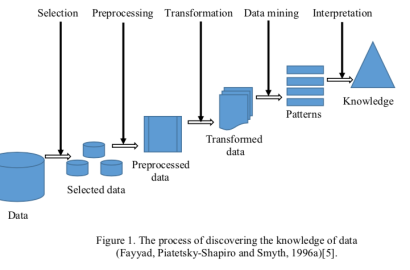 Selection Preprocessing Transformation Data mining Interpretation
Knowledge
Patterns
Transformed
data
Preprocessed
data
Selected data
Data
Figure 1. The process of discovering the knowledge of data
(Fayyad, Piatetsky-Shapiro and Smyth, 1996a)[5].